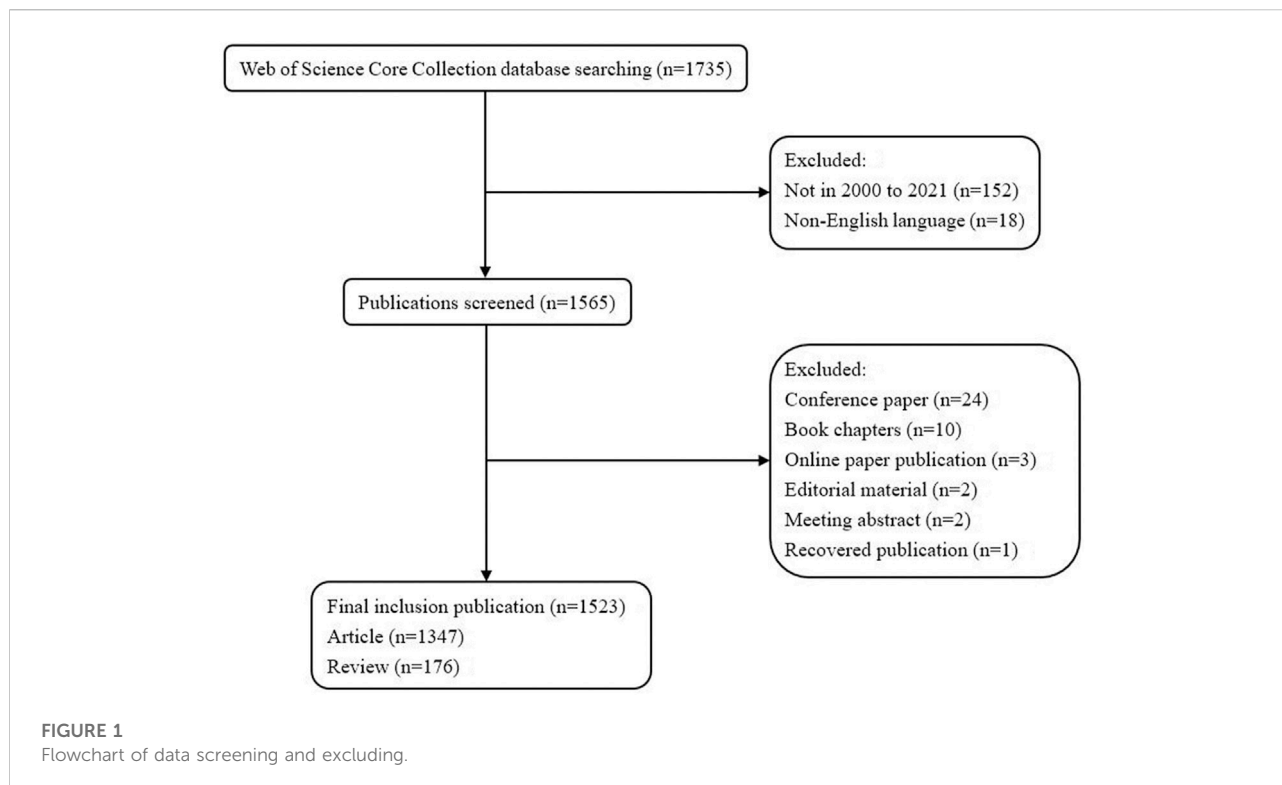 Web of Science Core Collection database searching (n=1735)
Excluded:
Not in 2000 to 2021 (n=152)
Non-English language (n=18)
Publications screened (n=1565)
Excluded:
Conference paper (n=24)
Book chapters (n=10)
Online paper publication (n=3)
Editorial material (n=2)
Meeting abstract (n=2)
Recovered publication (n=1)
Final inclusion publication (n=1523)
Article (n=1347)
Review (n=176)
FIGURE 1
Flowchart of data screening and excluding.